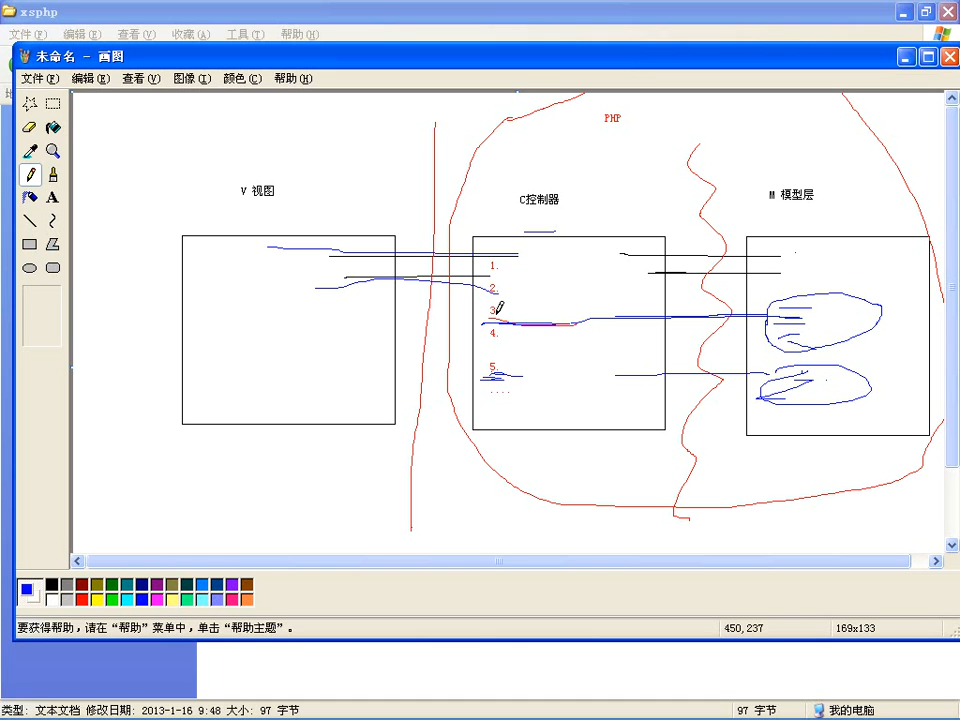 xsphp
文件(F) 编辑(E) 查看(V) 收藏(A) 工具(T) 帮助(H)
未命名 - 画图
文件(F) 编辑(E) 查看(V) 图像(I) 颜色(C) 帮助(H)
PHP
V 视图
C控制器
M 模型层
1.
2.
3.
4.
5.
....
要获得帮助,请在“帮助”菜单中,单击“帮助主题”。
450,237
169x133
类型: 文本文档 修改日期: 2013-1-16 9:48 大小: 97 字节
97 字节
我的电脑